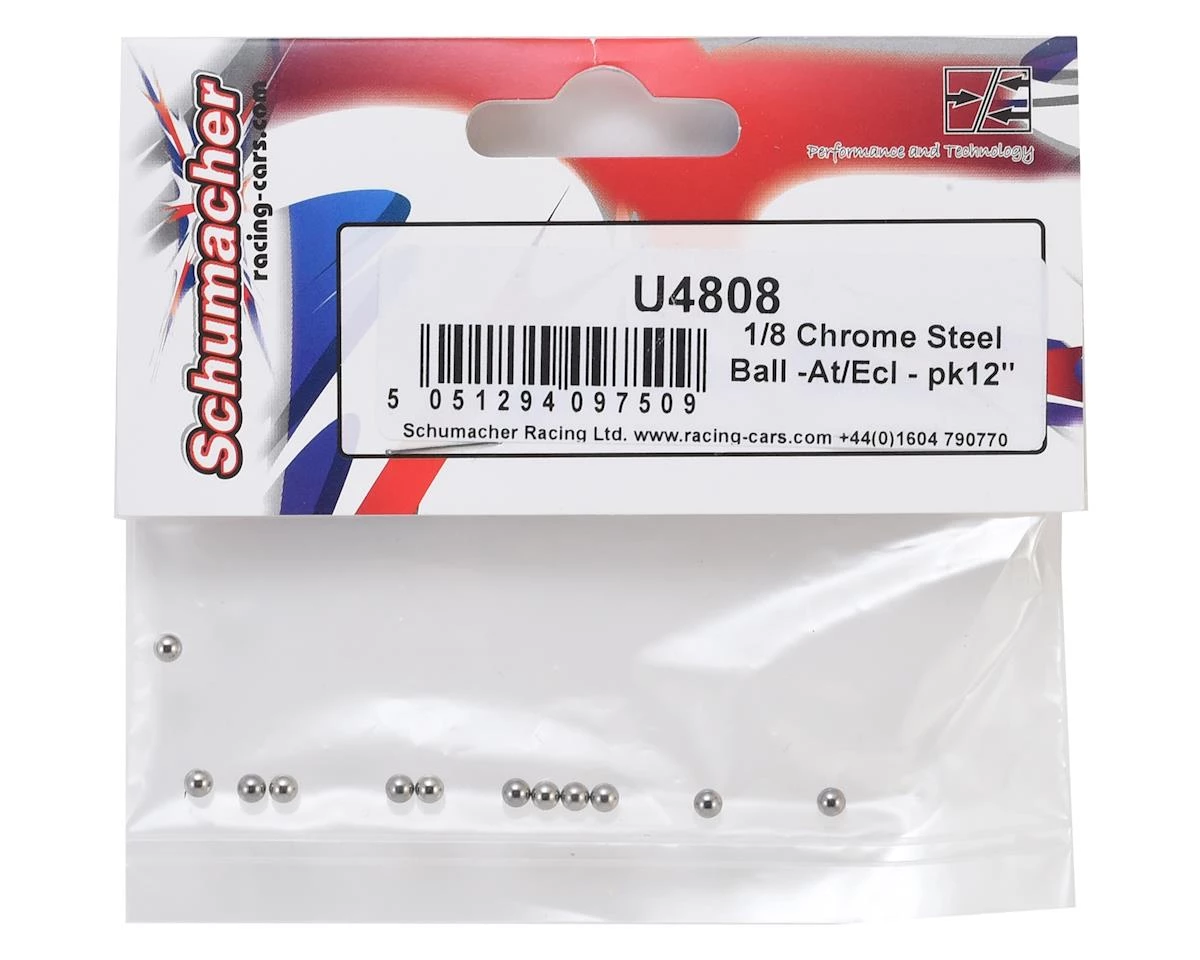 Schumacher
racing-cars.com
Performance and Technology
U4808
1/8 Chrome Steel
Ball -At/Ecl - pk12"
5 051294 097509
Schumacher Racing Ltd. www.racing-cars.com +44(0)1604 790770